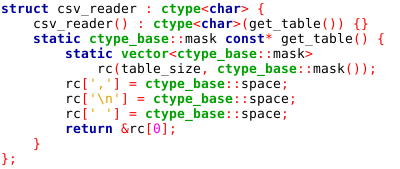 struct csv_reader : ctype<char> {
    csv_reader() : ctype<char>(get_table()) {}
    static ctype_base::mask const* get_table() {
        static vector<ctype_base::mask>
            rc(table_size, ctype_base::mask());
        rc[','] = ctype_base::space;
        rc['\n'] = ctype_base::space;
        rc[' '] = ctype_base::space;
        return &rc[0];
    }
};